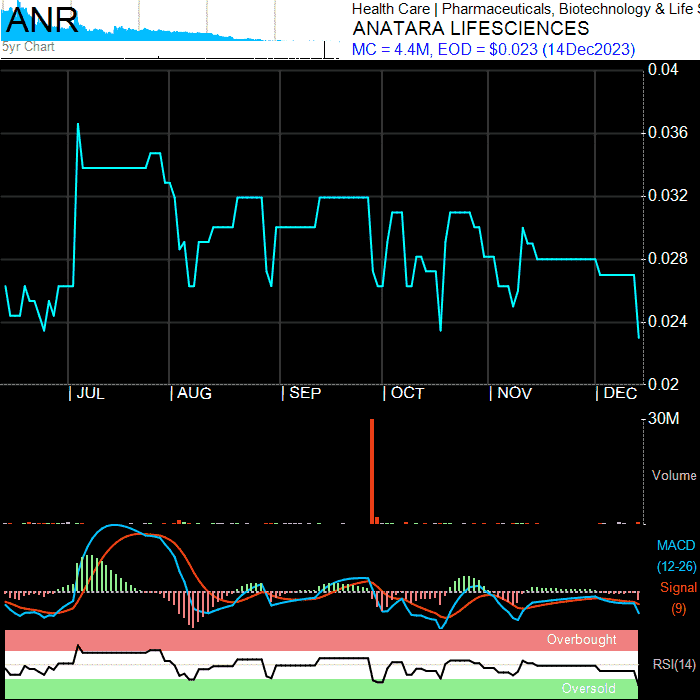 ANR
5yr Chart
Health Care | Pharmaceuticals, Biotechnology & Life S
ANATARA LIFESCIENCES
MC = 4.4M, EOD = $0.023 (14Dec2023)
0.04
0.036
0.032
0.028
0.024
0.02
| JUL | AUG | SEP | OCT | NOV | DEC
30M
Volume
MACD
(12-26)
Signal
(9)
Overbought
RSI(14)
Oversold